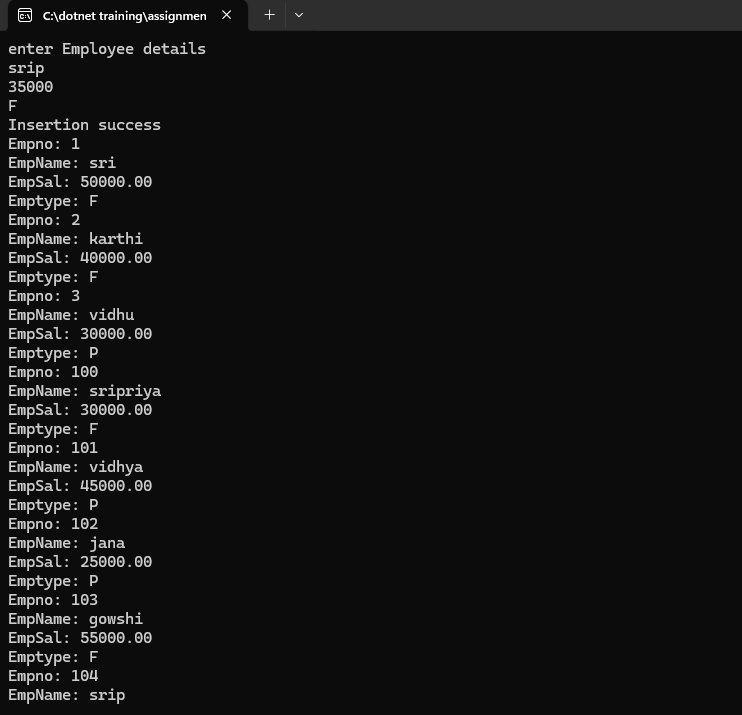 C:\dotnet training\assignmen
enter Employee details
srip
35000
F
Insertion success
Empno: 1
EmpName: sri
EmpSal: 50000.00
Emptype: F
Empno: 2
EmpName: karthi
EmpSal: 40000.00
Emptype: F
Empno: 3
EmpName: vidhu
EmpSal: 30000.00
Emptype: P
Empno: 100
EmpName: sripriya
EmpSal: 30000.00
Emptype: F
Empno: 101
EmpName: vidhya
EmpSal: 45000.00
Emptype: P
Empno: 102
EmpName: jana
EmpSal: 25000.00
Emptype: P
Empno: 103
EmpName: gowshi
EmpSal: 55000.00
Emptype: F
Empno: 104
EmpName: srip